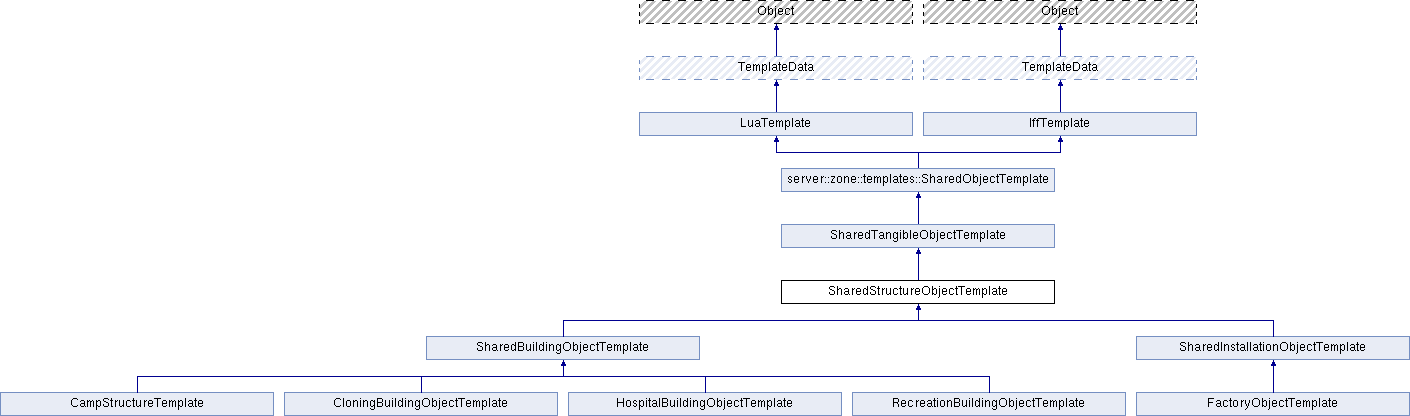 Object
Object
TemplateData
TemplateData
LuaTemplate
IffTemplate
server::zone::templates::SharedObjectTemplate
SharedTangibleObjectTemplate
SharedStructureObjectTemplate
SharedBuildingObjectTemplate
SharedInstallationObjectTemplate
CampStructureTemplate
CloningBuildingObjectTemplate
HospitalBuildingObjectTemplate
RecreationBuildingObjectTemplate
FactoryObjectTemplate